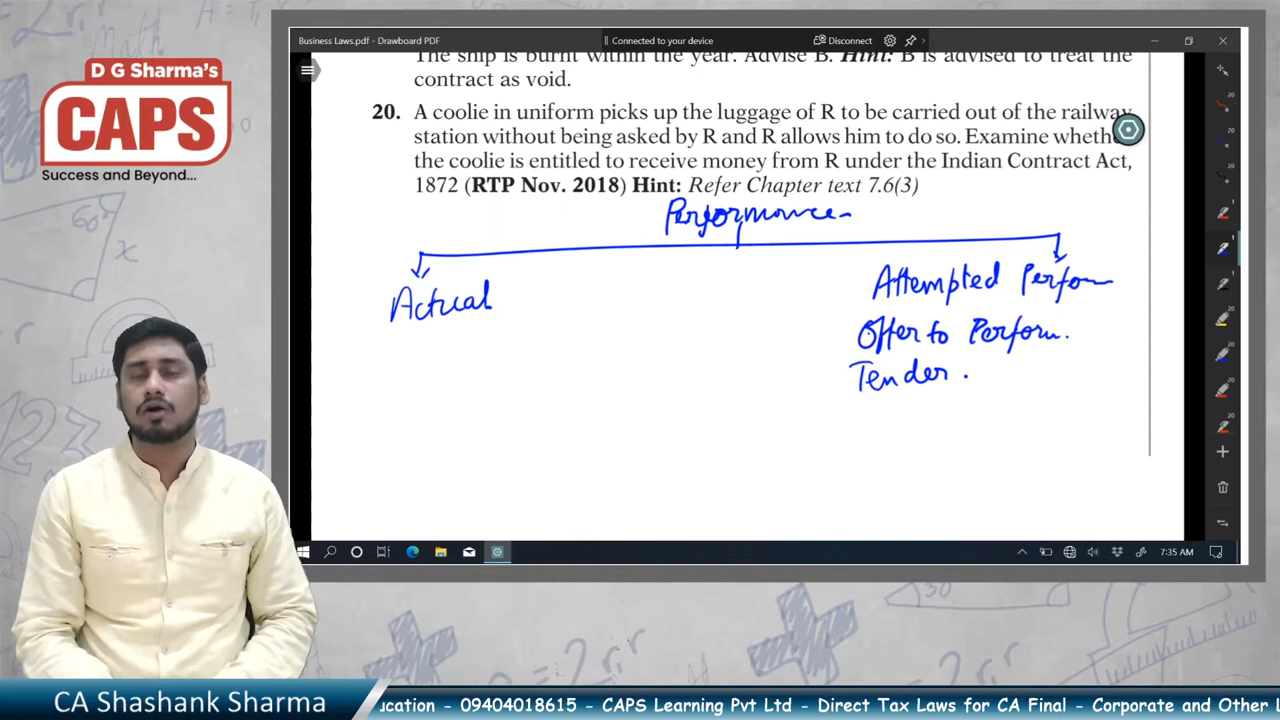 D G Sharma's
CAPS
Success and Beyond...
Business Laws.pdf - Drawboard PDF
Connected to your device
Disconnect
The ship is burnt within the year. Advise B. Hint: B is advised to treat the
contract as void.
20. A coolie in uniform picks up the luggage of R to be carried out of the railway
station without being asked by R and R allows him to do so. Examine
the coolie is entitled to receive money from R under the Indian Contract Act,
1872 (RTP Nov. 2018) Hint: Refer Chapter text 7.6(3)
Performance
Actual
Attempted Perfom
Offer to Perform.
Tender.
7:35 AM
CA Shashank Sharma
ucation - 09404018615 - CAPS Learning Pvt Ltd - Direct Tax Laws for CA Final - Corporate and Other L